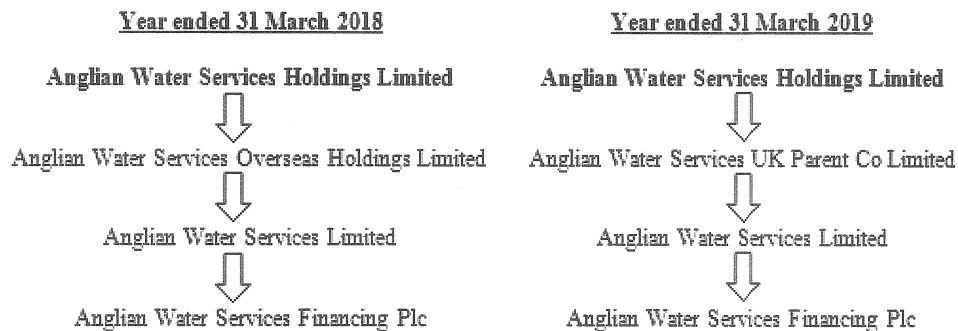 Year ended 31 March 2018
Anglian Water Services Holdings Limited
Anglian Water Services Overseas Holdings Limited
Anglian Water Services Limited
Anglian Water Services Financing Plc
Year ended 31 March 2019
Anglian Water Services Holdings Limited
Anglian Water Services UK Parent Co Limited
Anglian Water Services Limited
Anglian Water Services Financing Plc